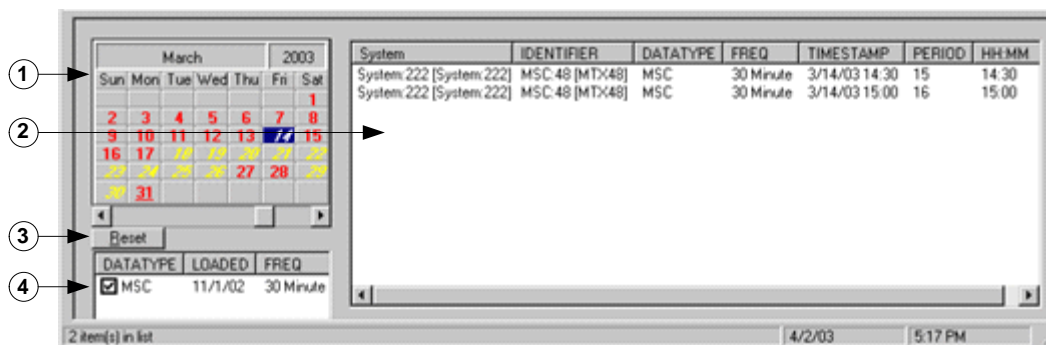 March 2003
Sun Mon Tue Wed Thu Fri Sat
1
2 3 4 5 6 7 8
9 10 11 12 13 14 15
16 17 18 19 20 21 22
23 24 25 26 27 28 29
30 31
Reset
DATATYPE LOADED FREQ
MSC 11/1/02 30 Minute
System IDENTIFIER DATATYPE FREQ TIMESTAMP PERIOD HH:MM
System:222 [System:222] MSC:48 [MTX48] MSC 30 Minute 3/14/03 14:30 15 14:30
System:222 [System:222] MSC:48 [MTX48] MSC 30 Minute 3/14/03 15:00 16 15:00
2 item(s) in list 4/2/03 5:17 PM
1
2
3
4